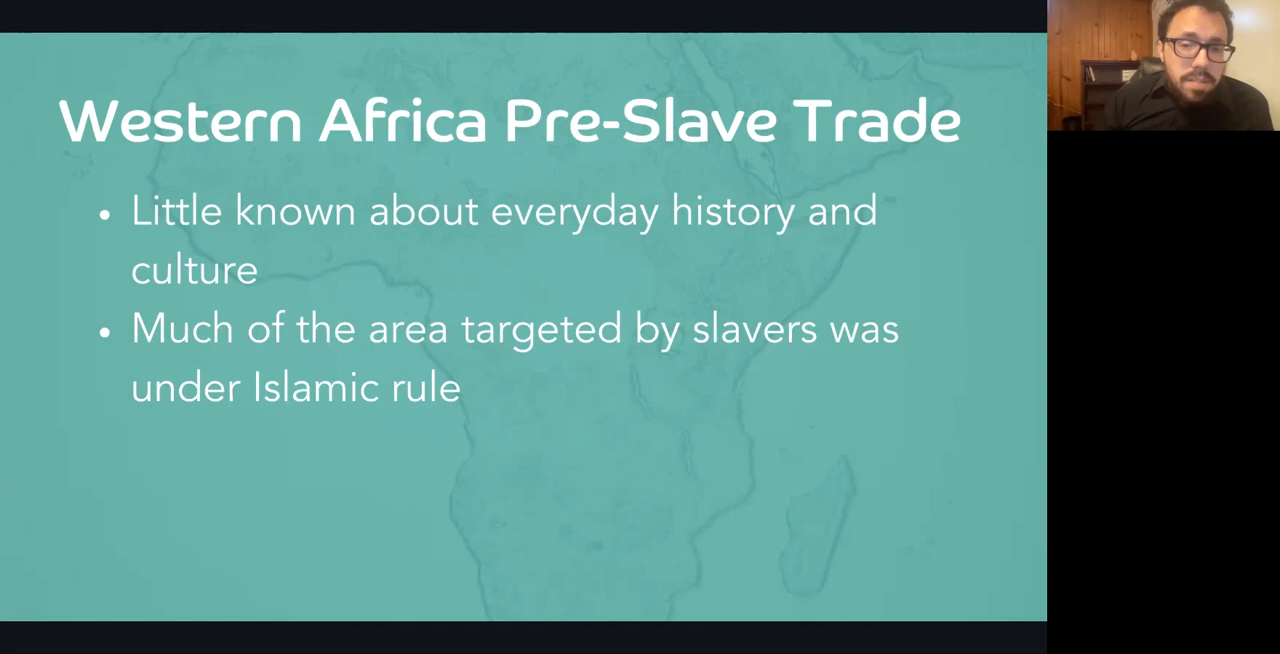 Western Africa Pre-Slave Trade
• Little known about everyday history and
culture
• Much of the area targeted by slavers was
under Islamic rule